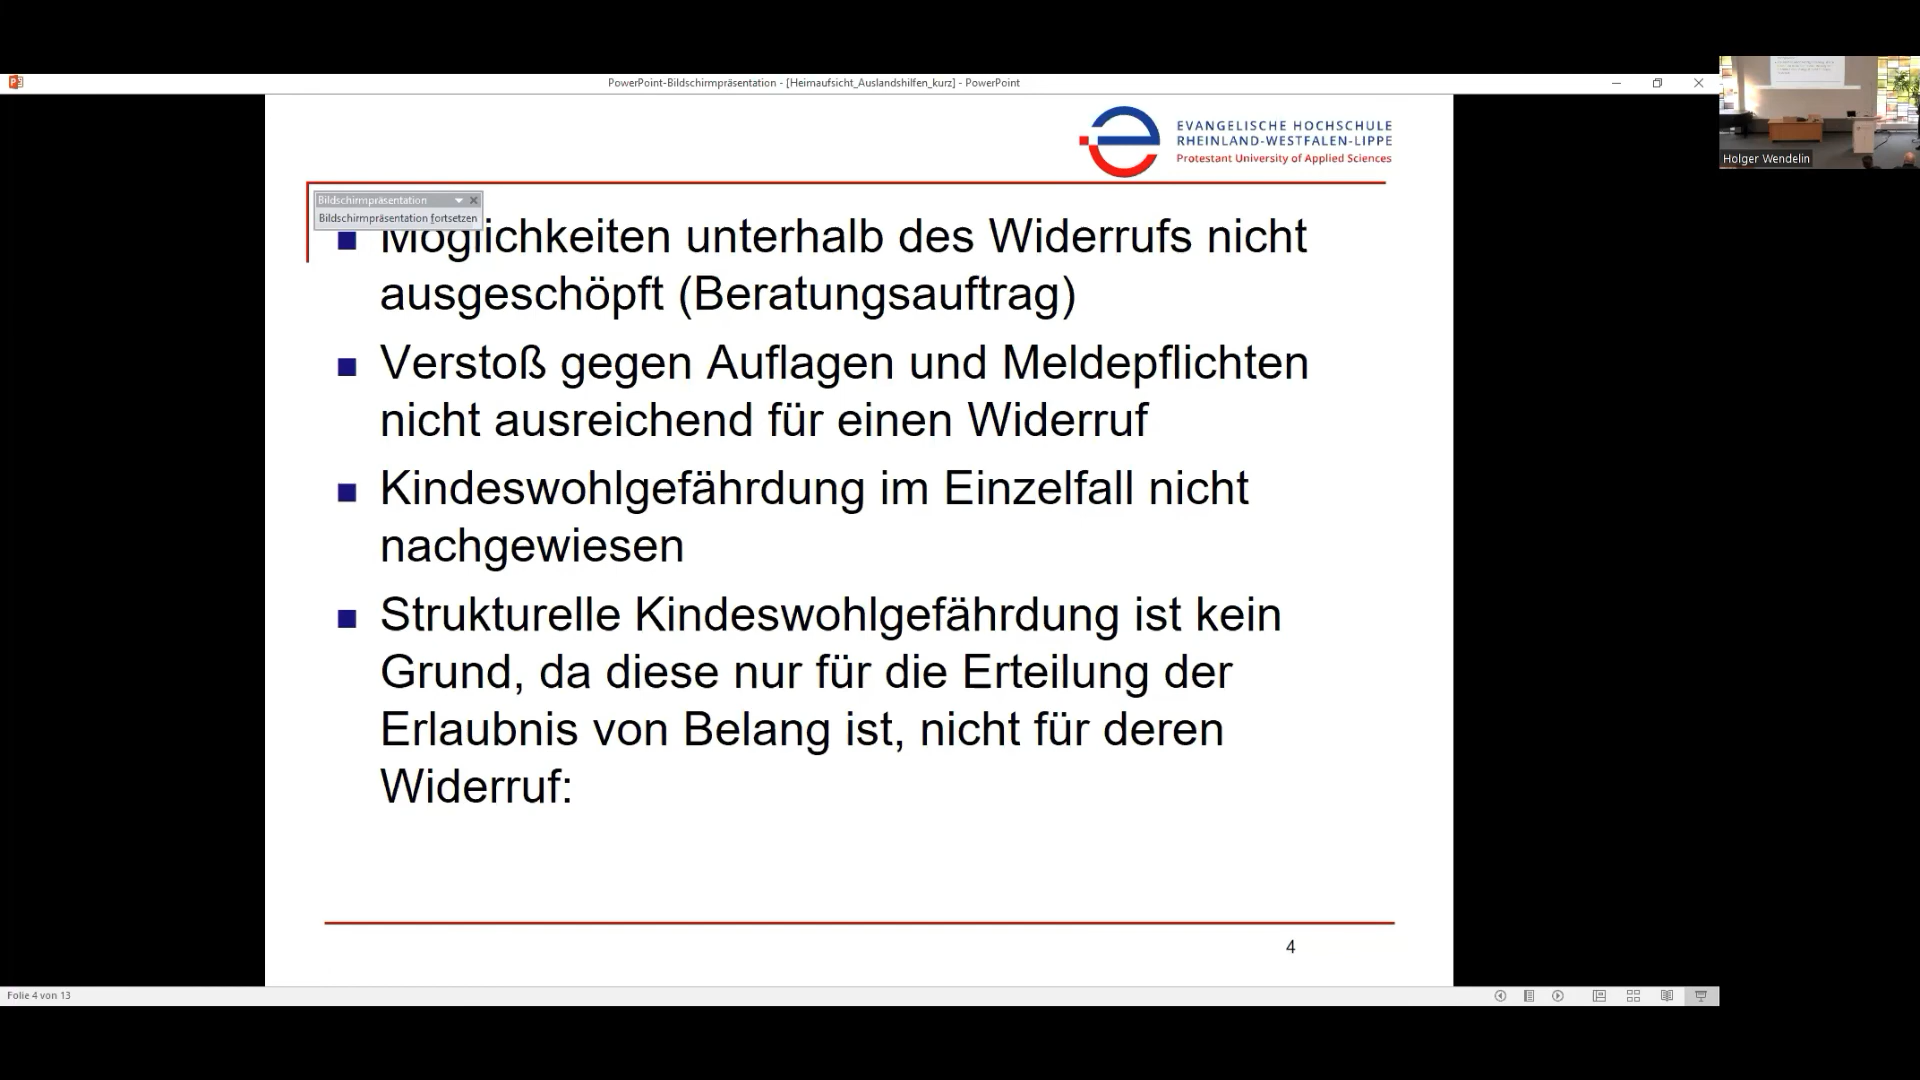 PowerPoint-Bildschirmpräsentation - [Heimaufsicht_Auslandshilfen_kurz] - PowerPoint
EVANGELISCHE HOCHSCHULE
RHEINLAND-WESTFALEN-LIPPE
Protestant University of Applied Sciences
Holger Wendelin
Bildschirmpräsentation
Bildschirmpräsentation fortsetzen
Möglichkeiten unterhalb des Widerrufs nicht
ausgeschöpft (Beratungsauftrag)
Verstoß gegen Auflagen und Meldepflichten
nicht ausreichend für einen Widerruf
Kindeswohlgefährdung im Einzelfall nicht
nachgewiesen
Strukturelle Kindeswohlgefährdung ist kein
Grund, da diese nur für die Erteilung der
Erlaubnis von Belang ist, nicht für deren
Widerruf:
4
Folie 4 von 13